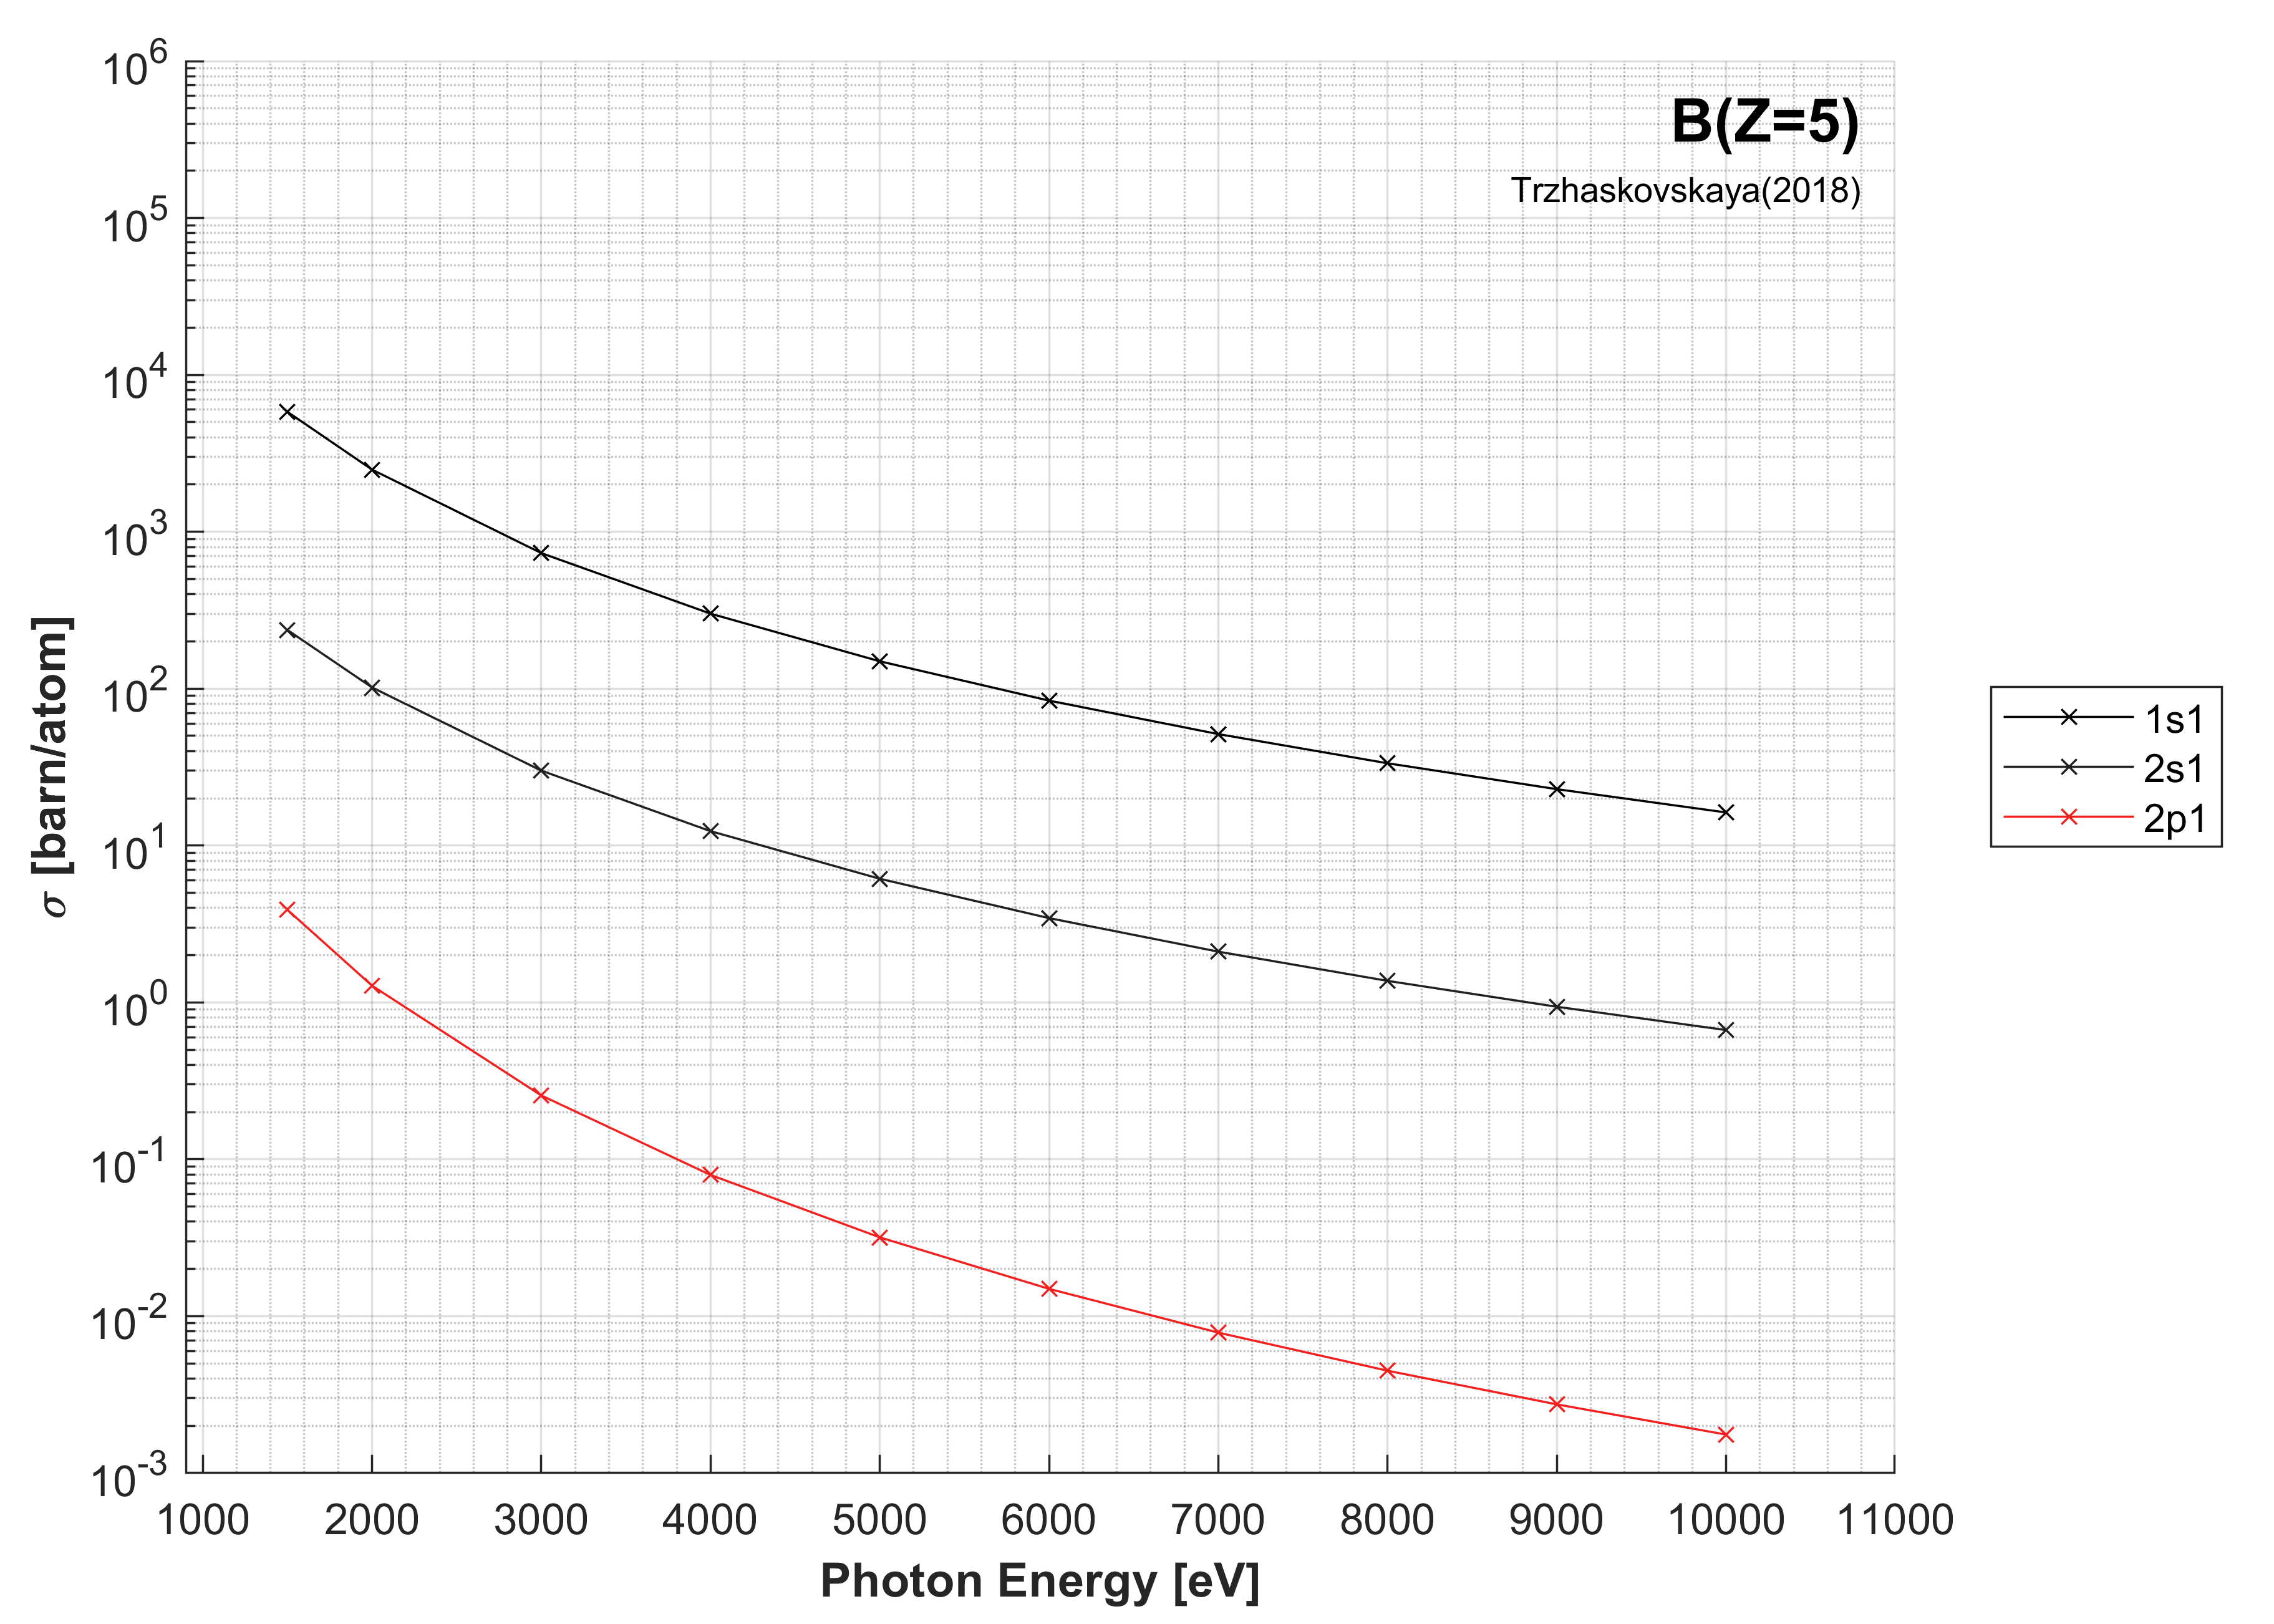 B(Z=5)
Trzhaskovskaya(2018)
10^6
10^5
10^4
10^3
10^2
10^1
10^0
10^-1
10^-2
10^-3
σ [barn/atom]
1s1
2s1
2p1
1000 2000 3000 4000 5000 6000 7000 8000 9000 10000 11000
Photon Energy [eV]